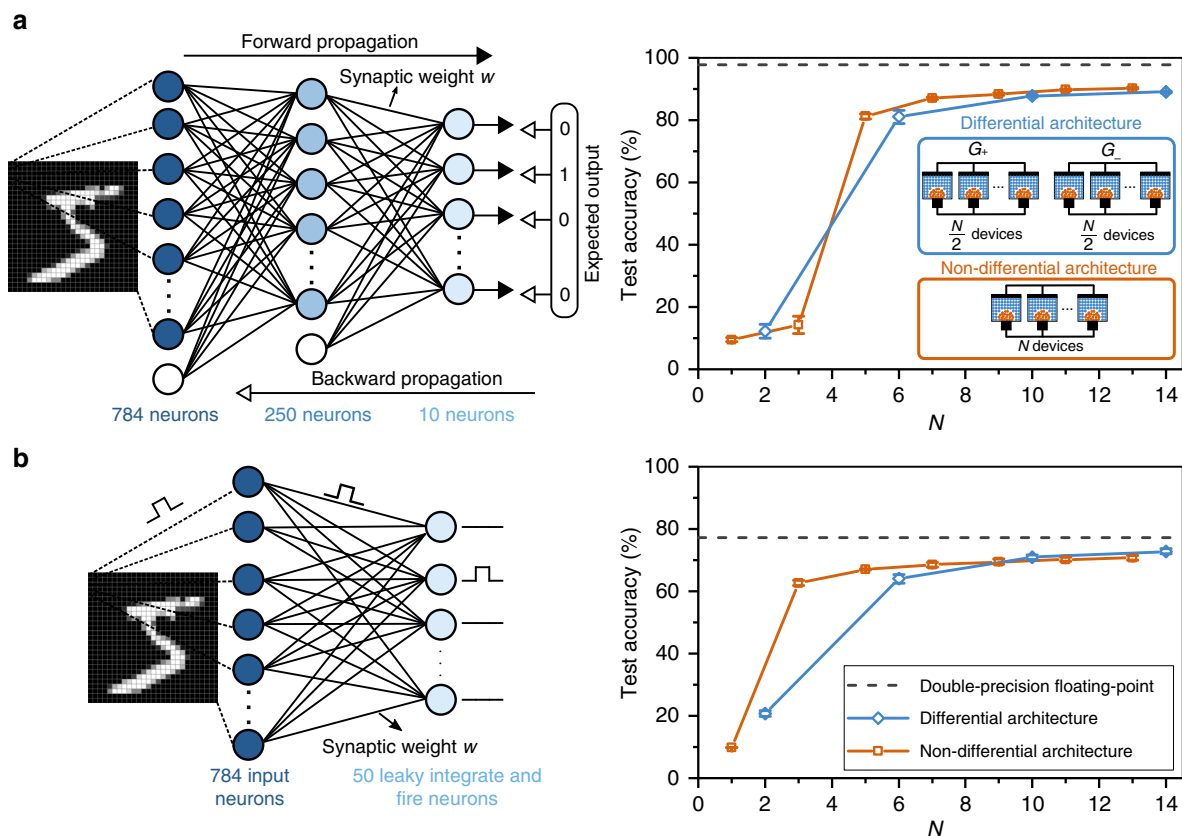 a
Forward propagation
Synaptic weight w
0
1
0
0
Expected output
Backward propagation
784 neurons
250 neurons
10 neurons
Test accuracy (%)
100
80
60
40
20
0
0 2 4 6 8 10 12 14
N
Differential architecture
G+
G−
...
...
N/2 devices
N/2 devices
Non-differential architecture
...
N devices
b
Synaptic weight w
784 input
neurons
50 leaky integrate and
fire neurons
Test accuracy (%)
100
80
60
40
20
0
0 2 4 6 8 10 12 14
N
Double-precision floating-point
Differential architecture
Non-differential architecture